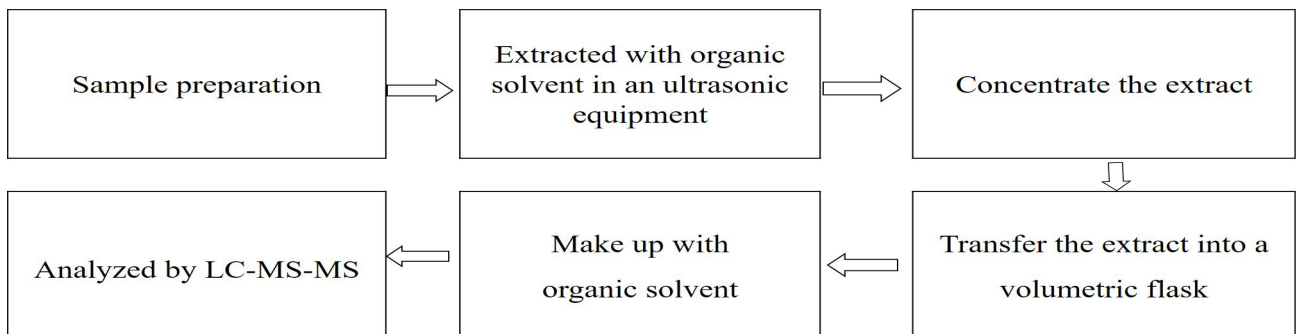 Sample preparation
Extracted with organic
solvent in an ultrasonic
equipment
Concentrate the extract
Transfer the extract into a
volumetric flask
Make up with
organic solvent
Analyzed by LC-MS-MS